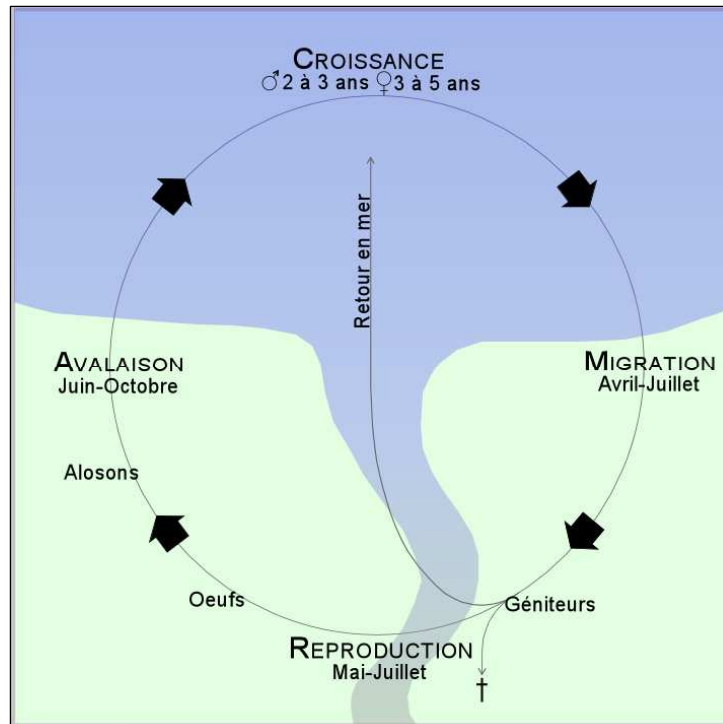 CROISSANCE
♂2 à 3 ans ♀3 à 5 ans
Retour en mer
AVALAISON
Juin-Octobre
MIGRATION
Avril-Juillet
Alosons
Oeufs
Géniteurs
REPRODUCTION
Mai-Juillet
†